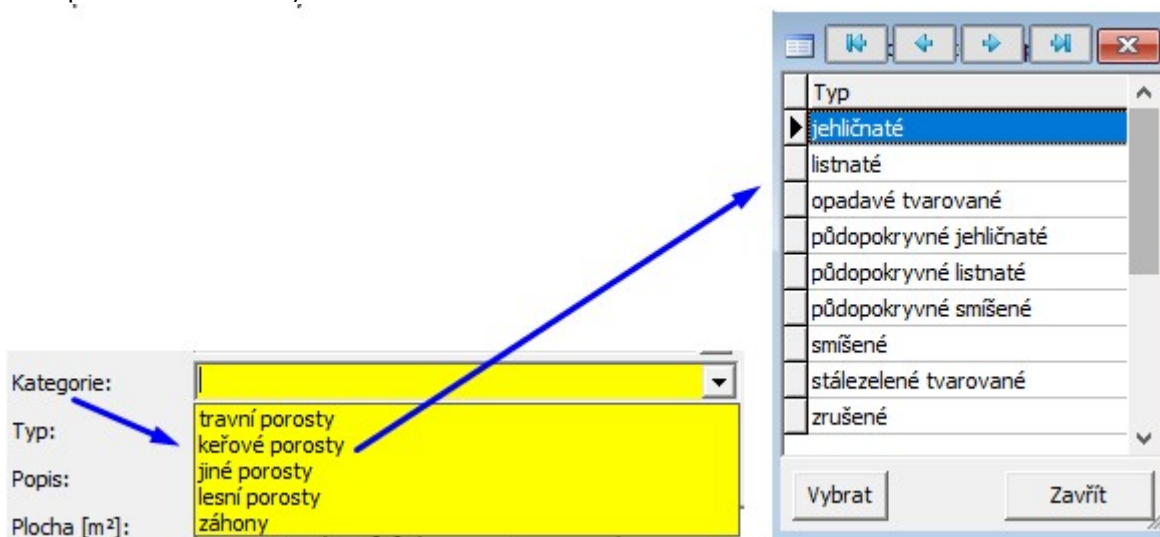 Typ
jehličnaté
listnaté
opadavé tvarované
půdopokryvné jehličnaté
půdopokryvné listnaté
půdopokryvné smíšené
smíšené
stálezelené tvarované
zrušené
Vybrat
Zavřít
Kategorie:
travní porosty
Typ:
keřové porosty
jiné porosty
Popis:
lesní porosty
Plocha [m²]:
záhony